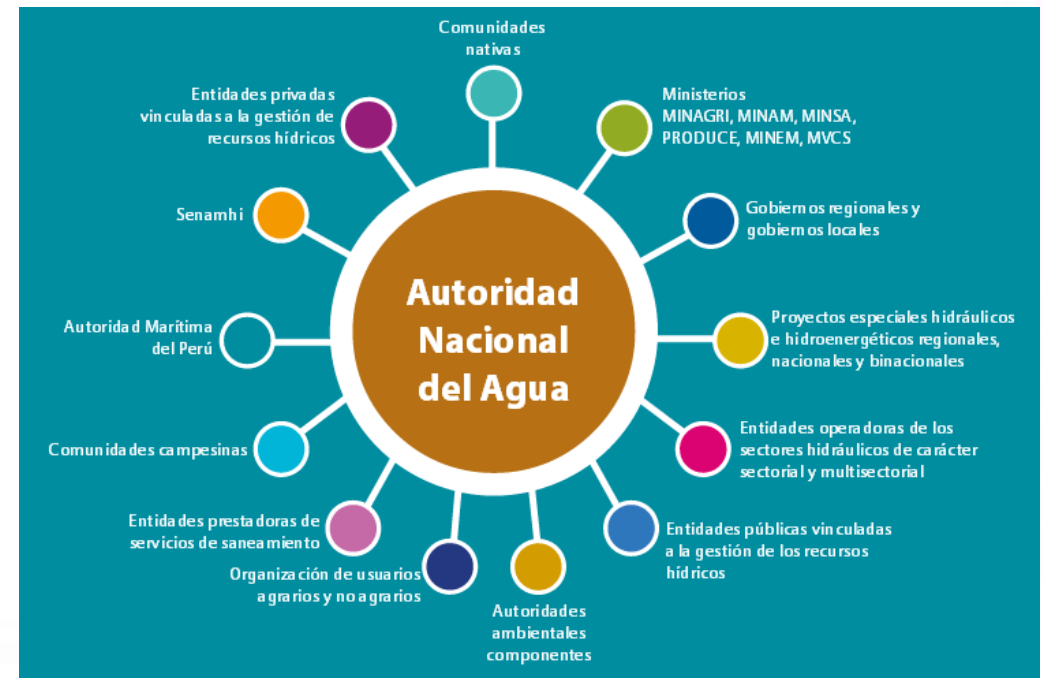 Comunidades
nativas
Ministerios
MINAGRI, MINAM, MINSA,
PRODUCE, MINEM, MVCS
Gobiernos regionales y
gobiernos locales
Proyectos especiales hidráulicos
e hidroenergéticos regionales,
nacionales y binacionales
Entidades operadoras de los
sectores hidráulicos de carácter
sectorial y multisectorial
Entidades públicas vinculadas
a la gestión de los recursos
hídricos
Autoridades
ambientales
componentes
Organización de usuarios
agrarios y no agrarios
Entidades prestadoras de
servicios de saneamiento
Comunidades campesinas
Autoridad Marítima
del Perú
Senamhi
Entidades privadas
vinculadas a la gestión de
recursos hídricos
Autoridad
Nacional
del Agua